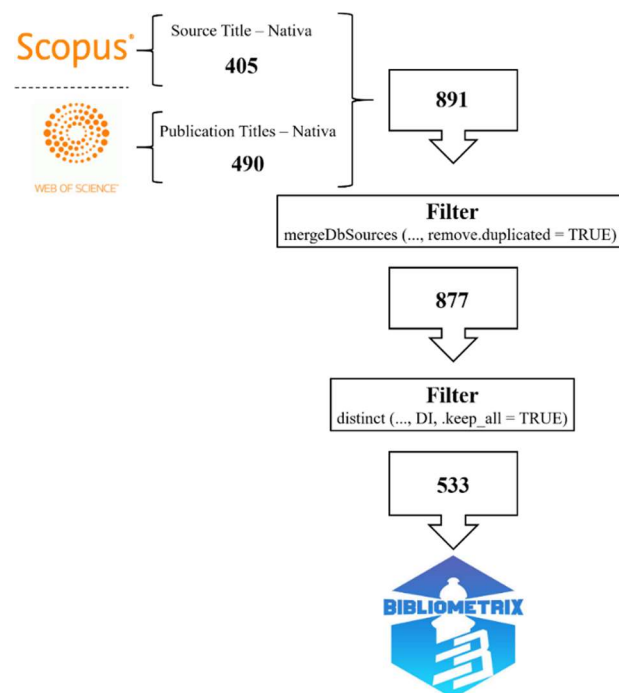 Scopus®
Source Title – Nativa
405
WEB OF SCIENCE™
Publication Titles – Nativa
490
891
Filter
mergeDbSources (..., remove.duplicated = TRUE)
877
Filter
distinct (..., DI, .keep_all = TRUE)
533
BIBLIOMETRIX